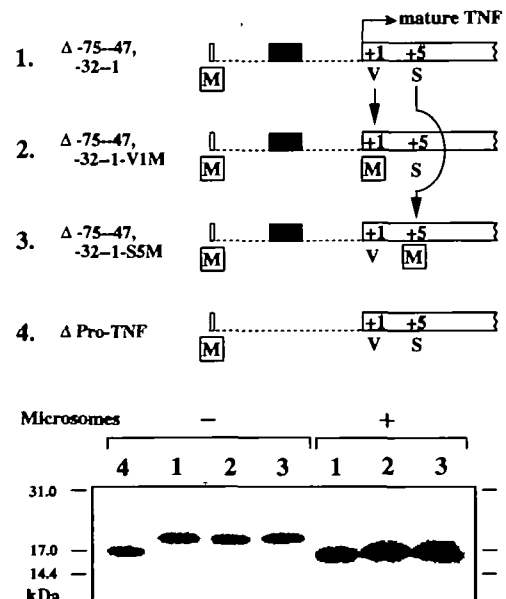 mature TNF
1. Δ -75--47, -32--1
+1 +5
M V S
2. Δ -75--47, -32--1-V1M
+1 +5
M M S
3. Δ -75--47, -32--1-S5M
+1 +5
M V M
4. Δ Pro-TNF
+1 +5
M V S
Microsomes − +
4 1 2 3 1 2 3
31.0
17.0
14.4
kDa